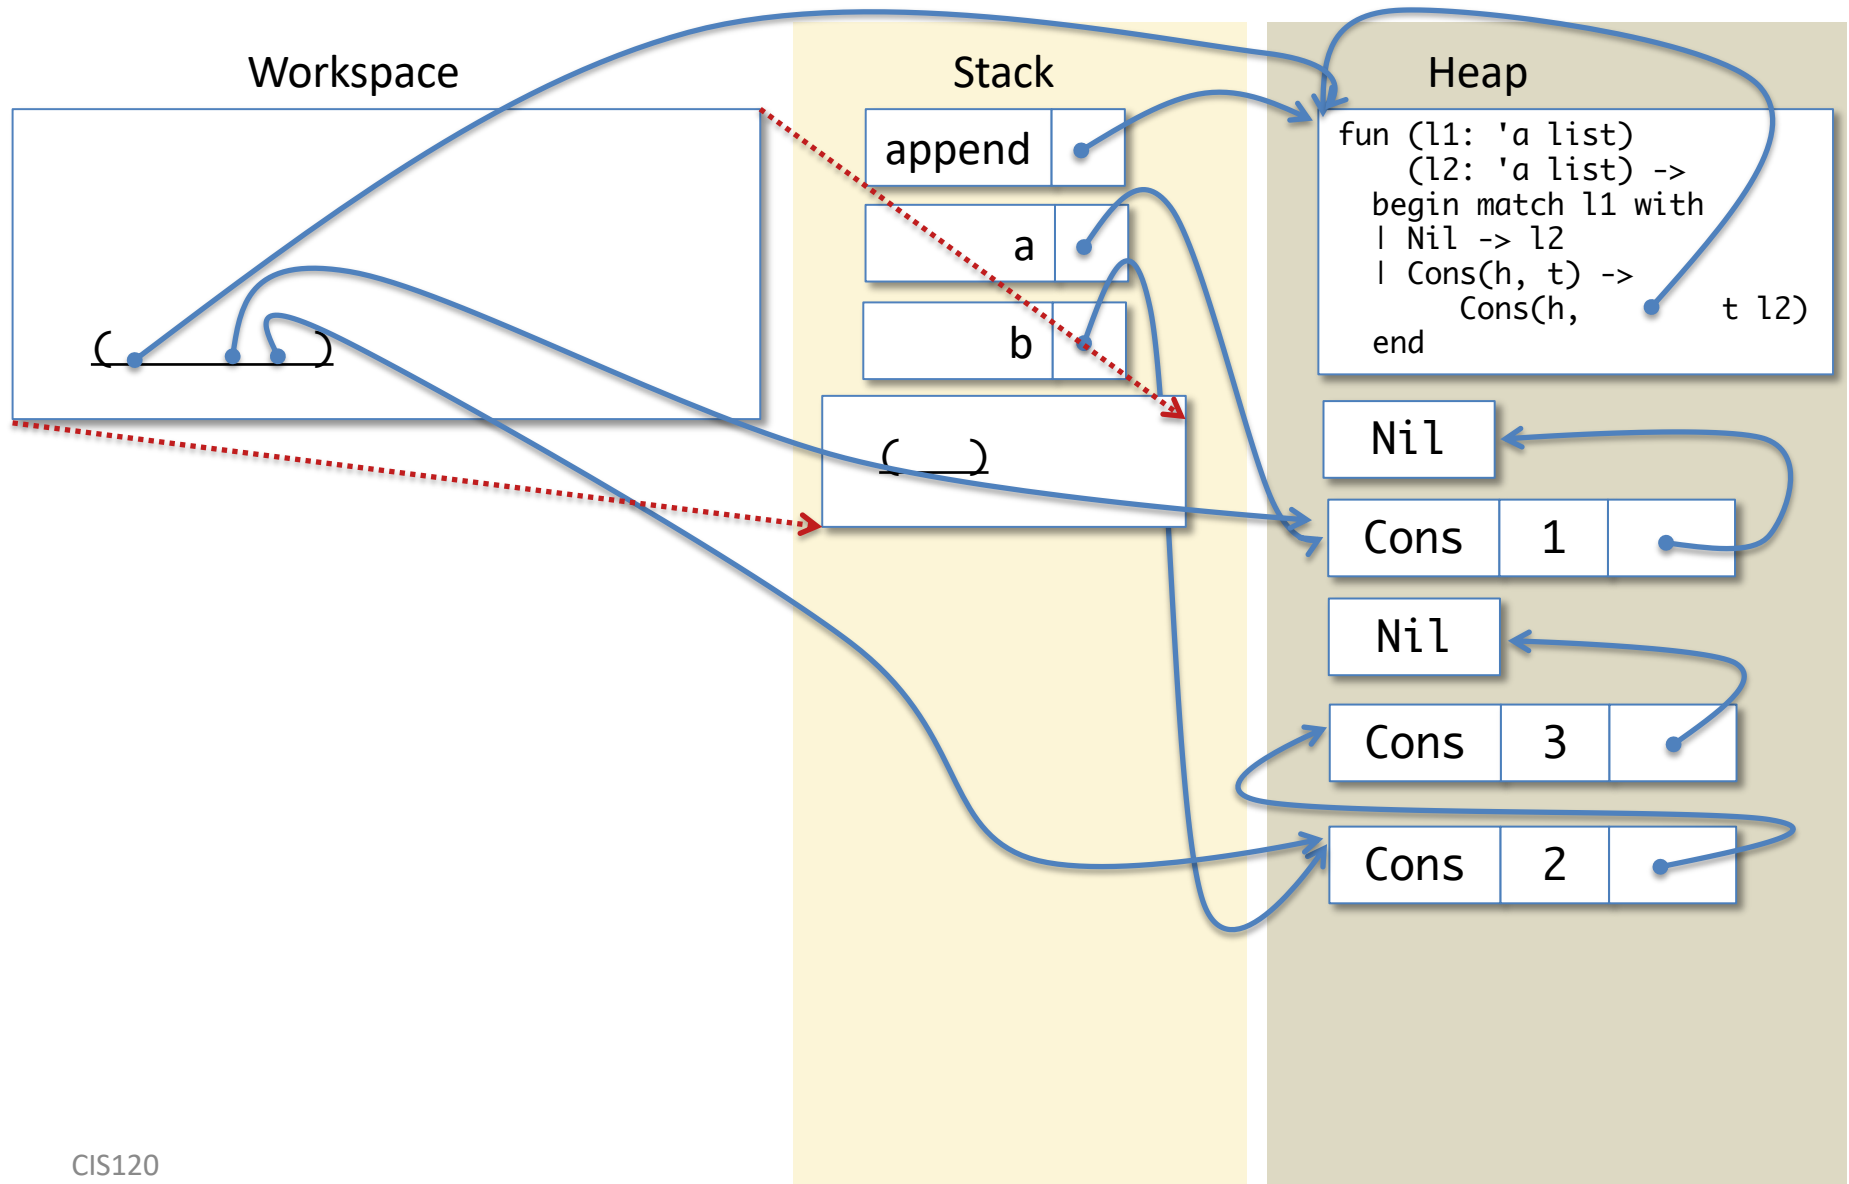 Workspace
Stack
Heap
append
a
b
(          )
(    )
fun (l1: 'a list)
(l2: 'a list) ->
begin match l1 with
| Nil -> l2
| Cons(h, t) ->
Cons(h,        t l2)
end
Nil
Cons 1
Nil
Cons 3
Cons 2
CIS120